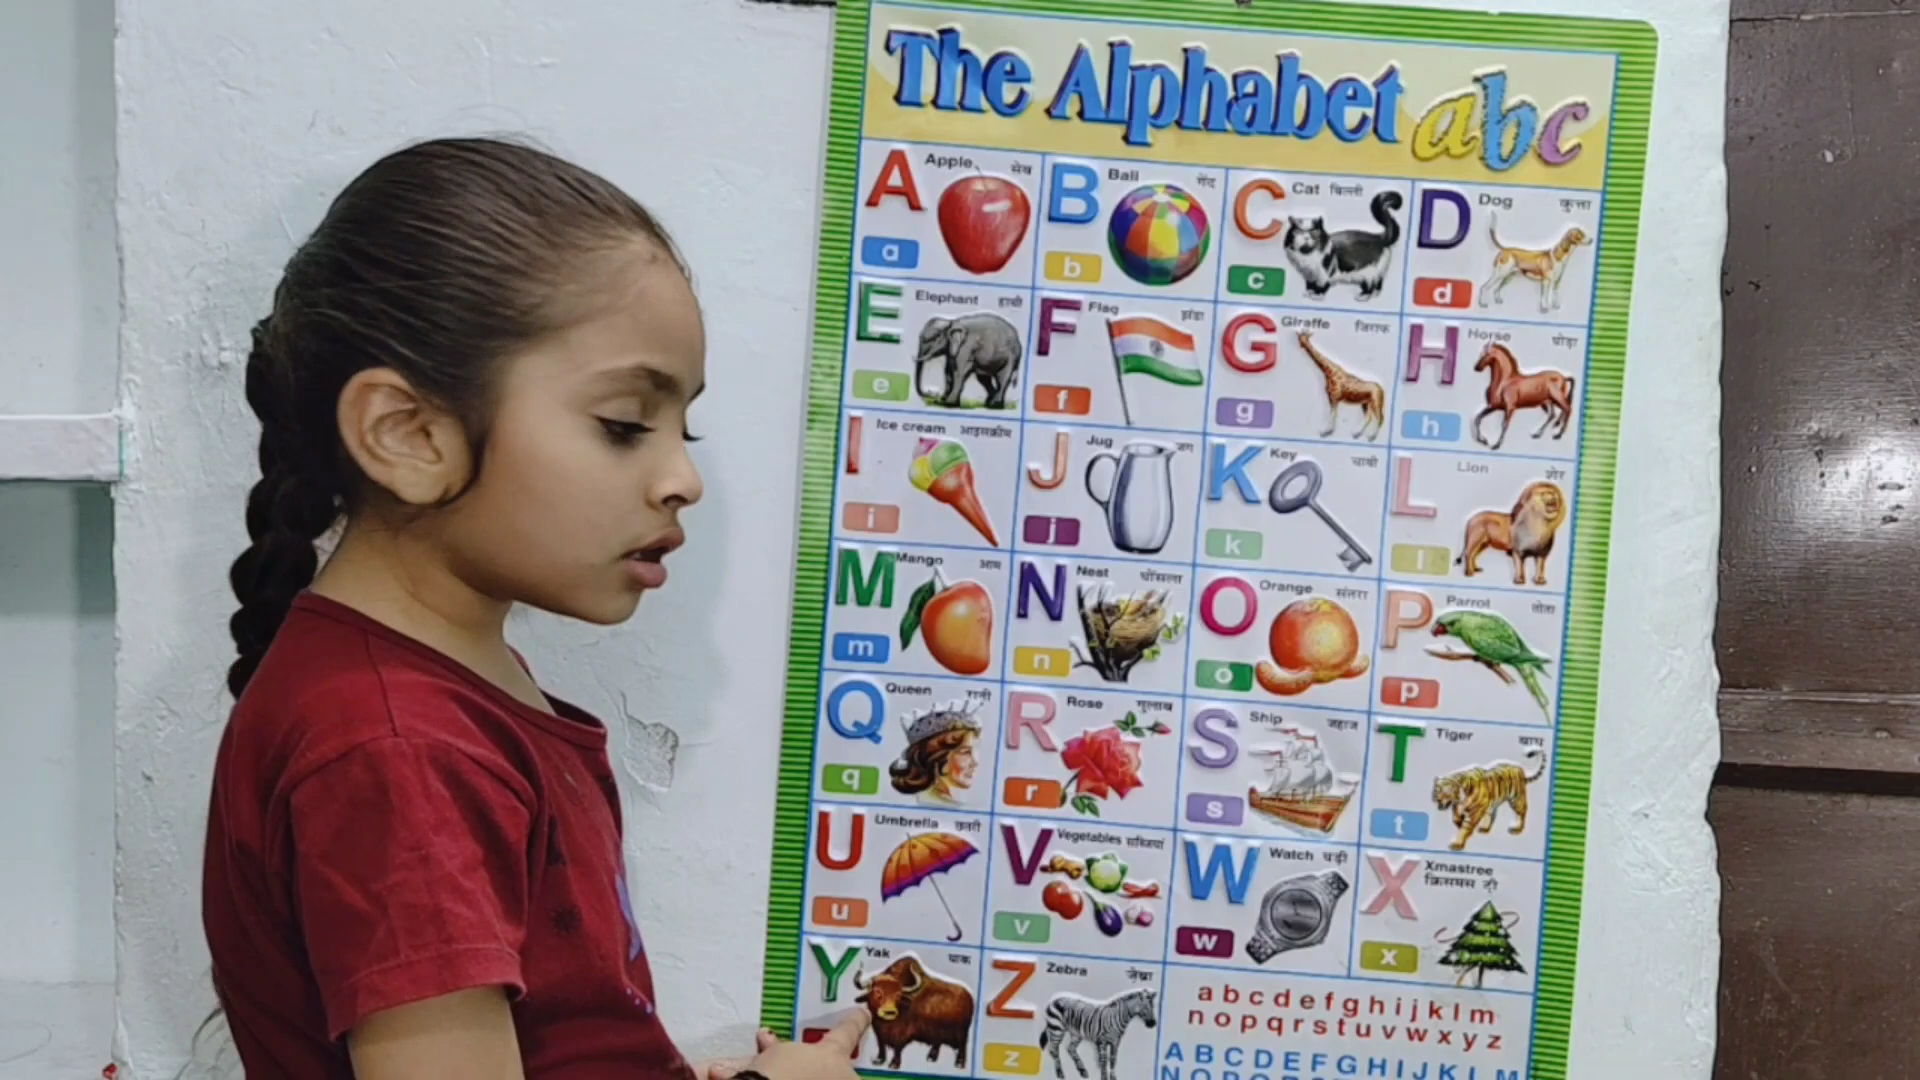 The Alphabet abc
A Apple सेब
a
B Ball गेंद
b
C Cat बिल्ली
c
D Dog कुत्ता
d
E Elephant हाथी
e
F Flag झंडा
f
G Giraffe जिराफ
g
H Horse घोड़ा
h
I Ice cream आइसक्रीम
i
J Jug जग
j
K Key चाबी
k
L Lion शेर
l
M Mango आम
m
N Nest घोंसला
n
O Orange संतरा
o
P Parrot तोता
p
Q Queen रानी
q
R Rose गुलाब
r
S Ship जहाज
s
T Tiger बाघ
t
U Umbrella छतरी
u
V Vegetables सब्जियां
v
W Watch घड़ी
w
X Xmastree
क्रिसमस ट्री
x
Y Yak याक
Z Zebra ज़ेब्रा
z
a b c d e f g h i j k l m
n o p q r s t u v w x y z
A B C D E F G H I J K L M
N O P Q R S T